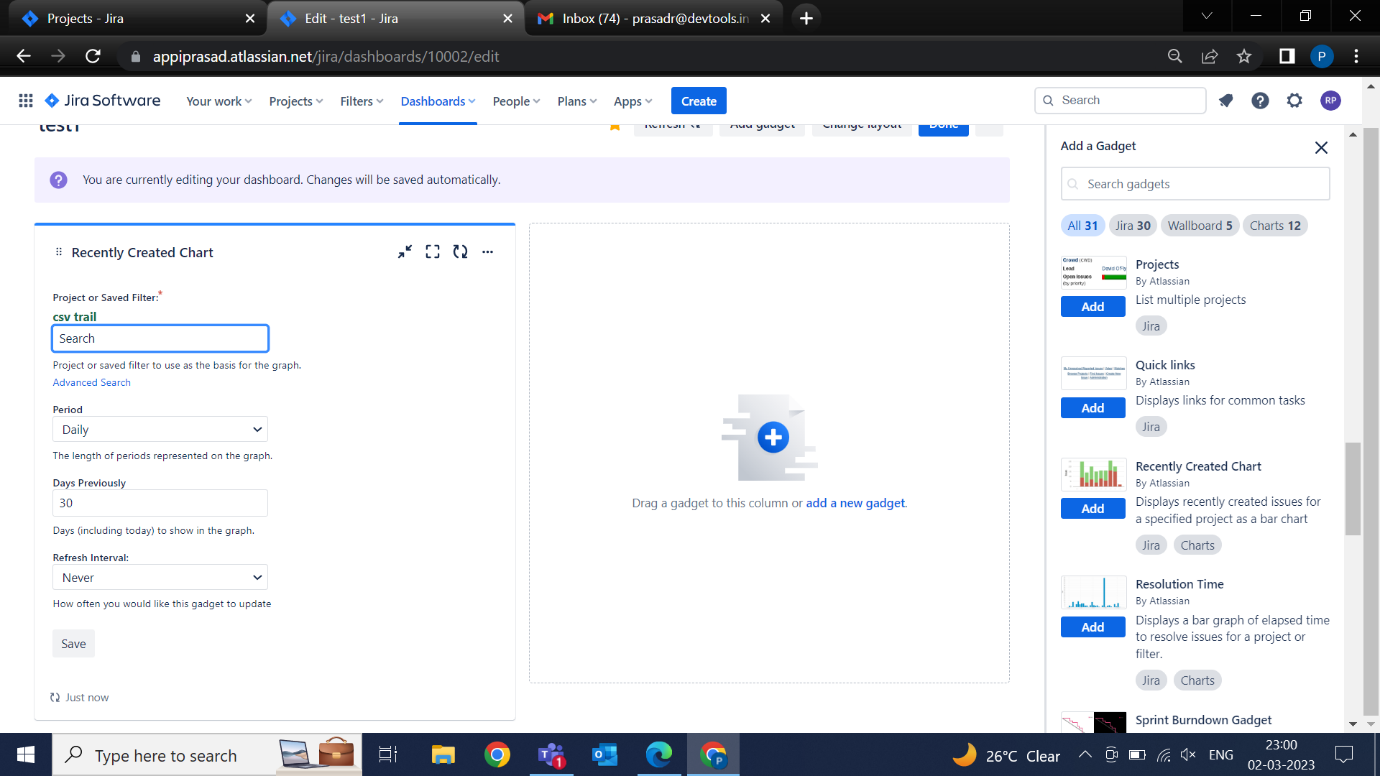 Projects - Jira
Edit - test1 - Jira
Inbox (74) - prasadr@devtools.in
appiprasad.atlassian.net/jira/dashboards/10002/edit
P
Jira Software
Your work
Projects
Filters
Dashboards
People
Plans
Apps
Create
Search
RP
test1
Refresh
Add gadget
Change layout
Done
You are currently editing your dashboard. Changes will be saved automatically.
Recently Created Chart
Project or Saved Filter:*
csv trail
Search
Project or saved filter to use as the basis for the graph.
Advanced Search
Period
Daily
The length of periods represented on the graph.
Days Previously
30
Days (including today) to show in the graph.
Refresh Interval:
Never
How often you would like this gadget to update
Save
Just now
Drag a gadget to this column or add a new gadget.
Add a Gadget
Search gadgets
All 31
Jira 30
Wallboard 5
Charts 12
Projects
By Atlassian
List multiple projects
Jira
Lead
Open Issues
(by priority)
Add
Quick links
By Atlassian
Displays links for common tasks
Jira
Add
Recently Created Chart
By Atlassian
Displays recently created issues for
a specified project as a bar chart
Jira
Charts
Add
Resolution Time
By Atlassian
Displays a bar graph of elapsed time
to resolve issues for a project or
filter.
Jira
Charts
Add
Sprint Burndown Gadget
Type here to search
1
P
26°C Clear
ENG
23:00
02-03-2023